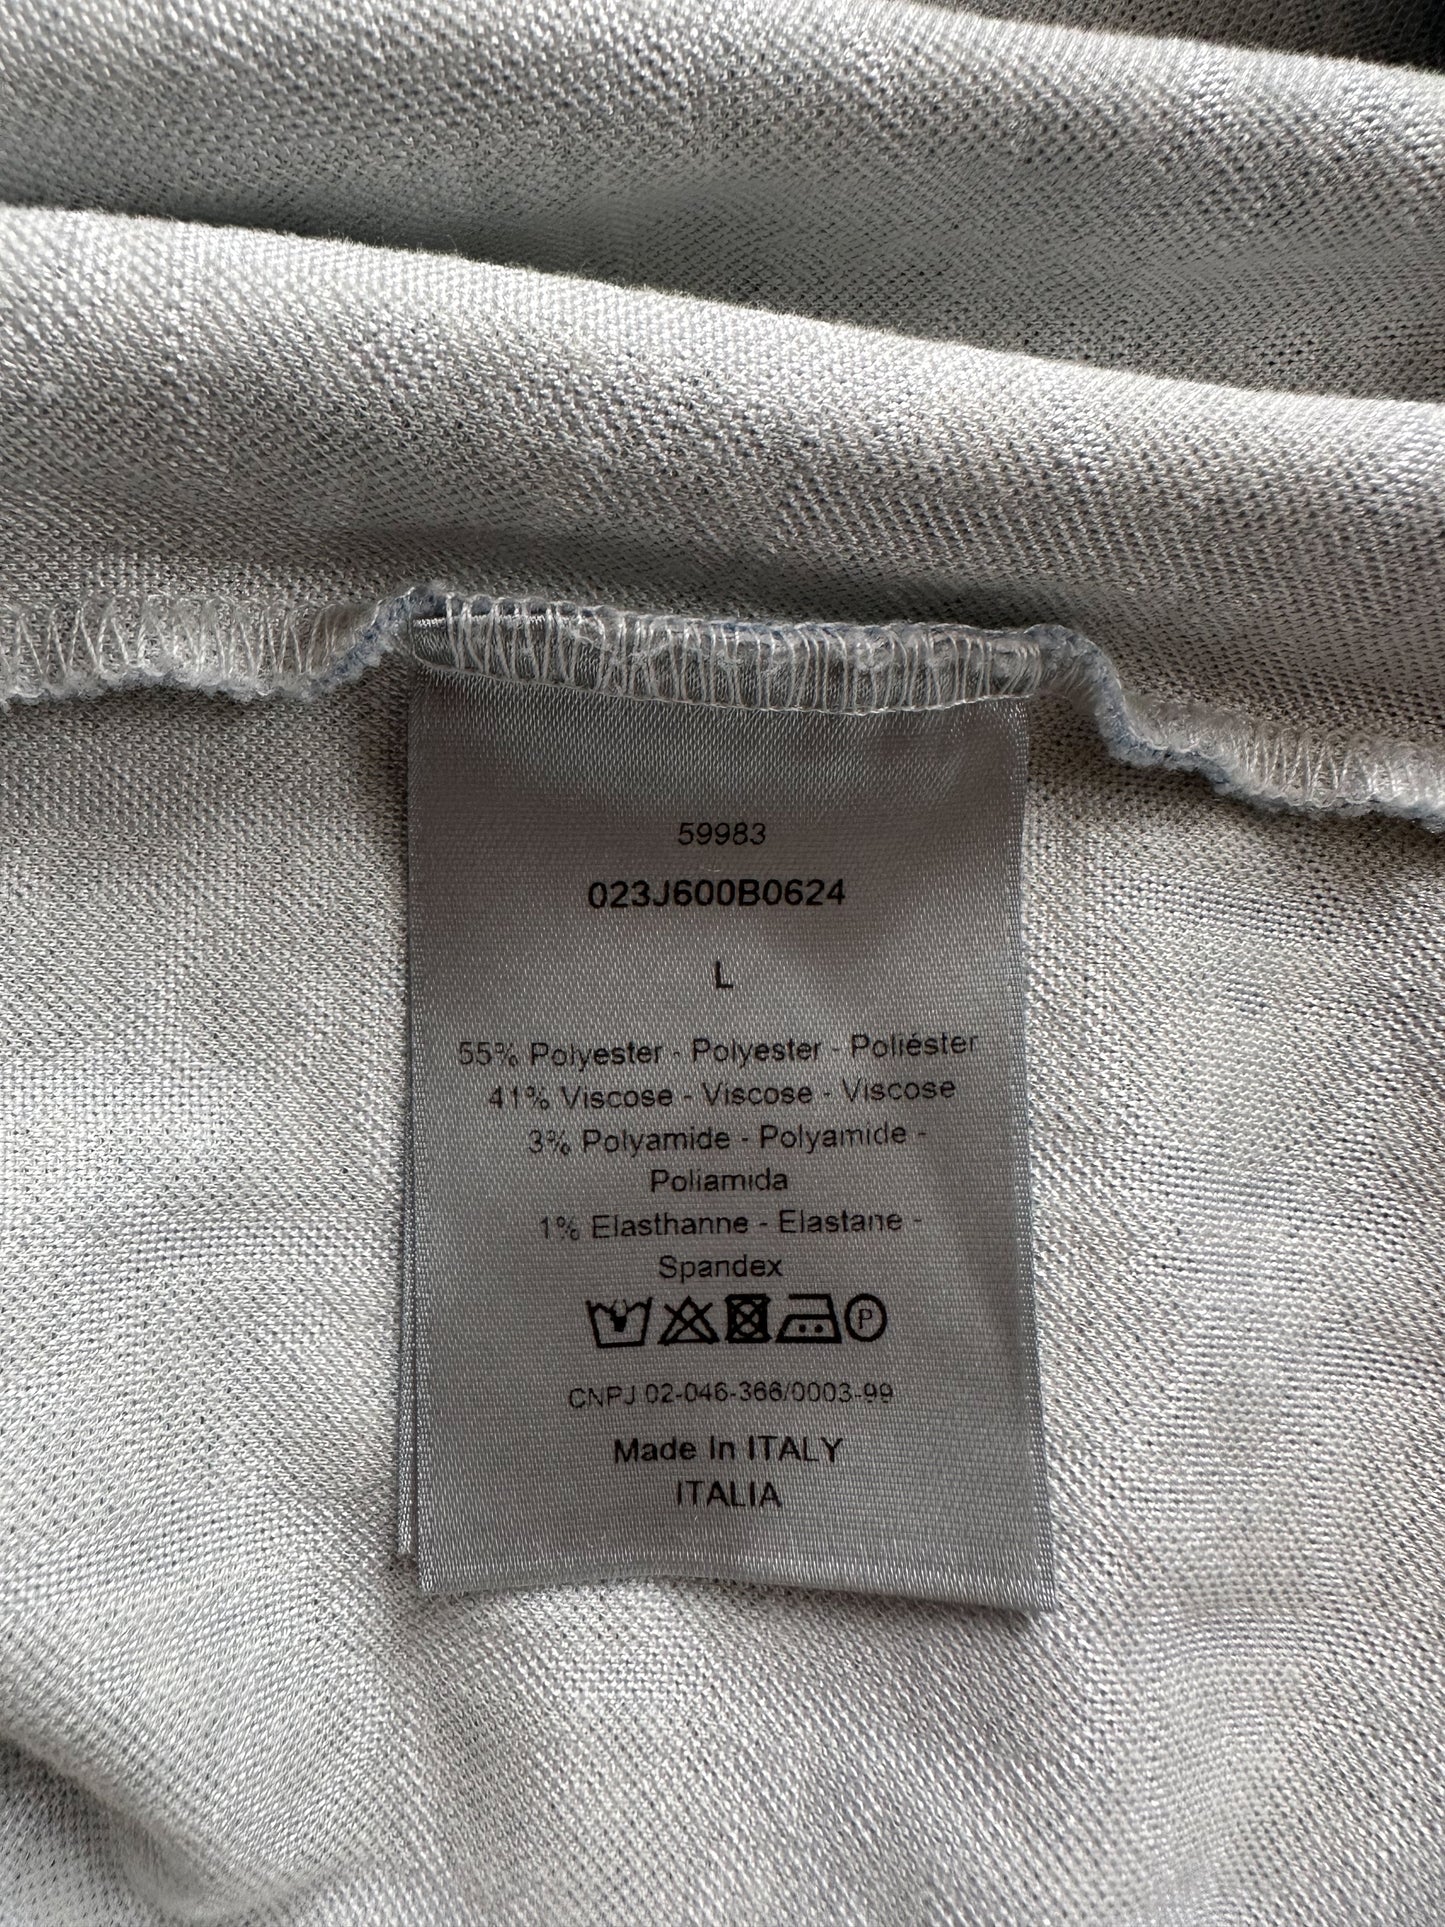 59983
023J600B0624
L
55% Polyester - Polyester - Poliéster
41% Viscose - Viscose - Viscose
3% Polyamide - Polyamide -
Poliamida
1% Elasthanne - Elastane -
Spandex
P
CNPJ 02-046-366/0003-99
Made In ITALY
ITALIA